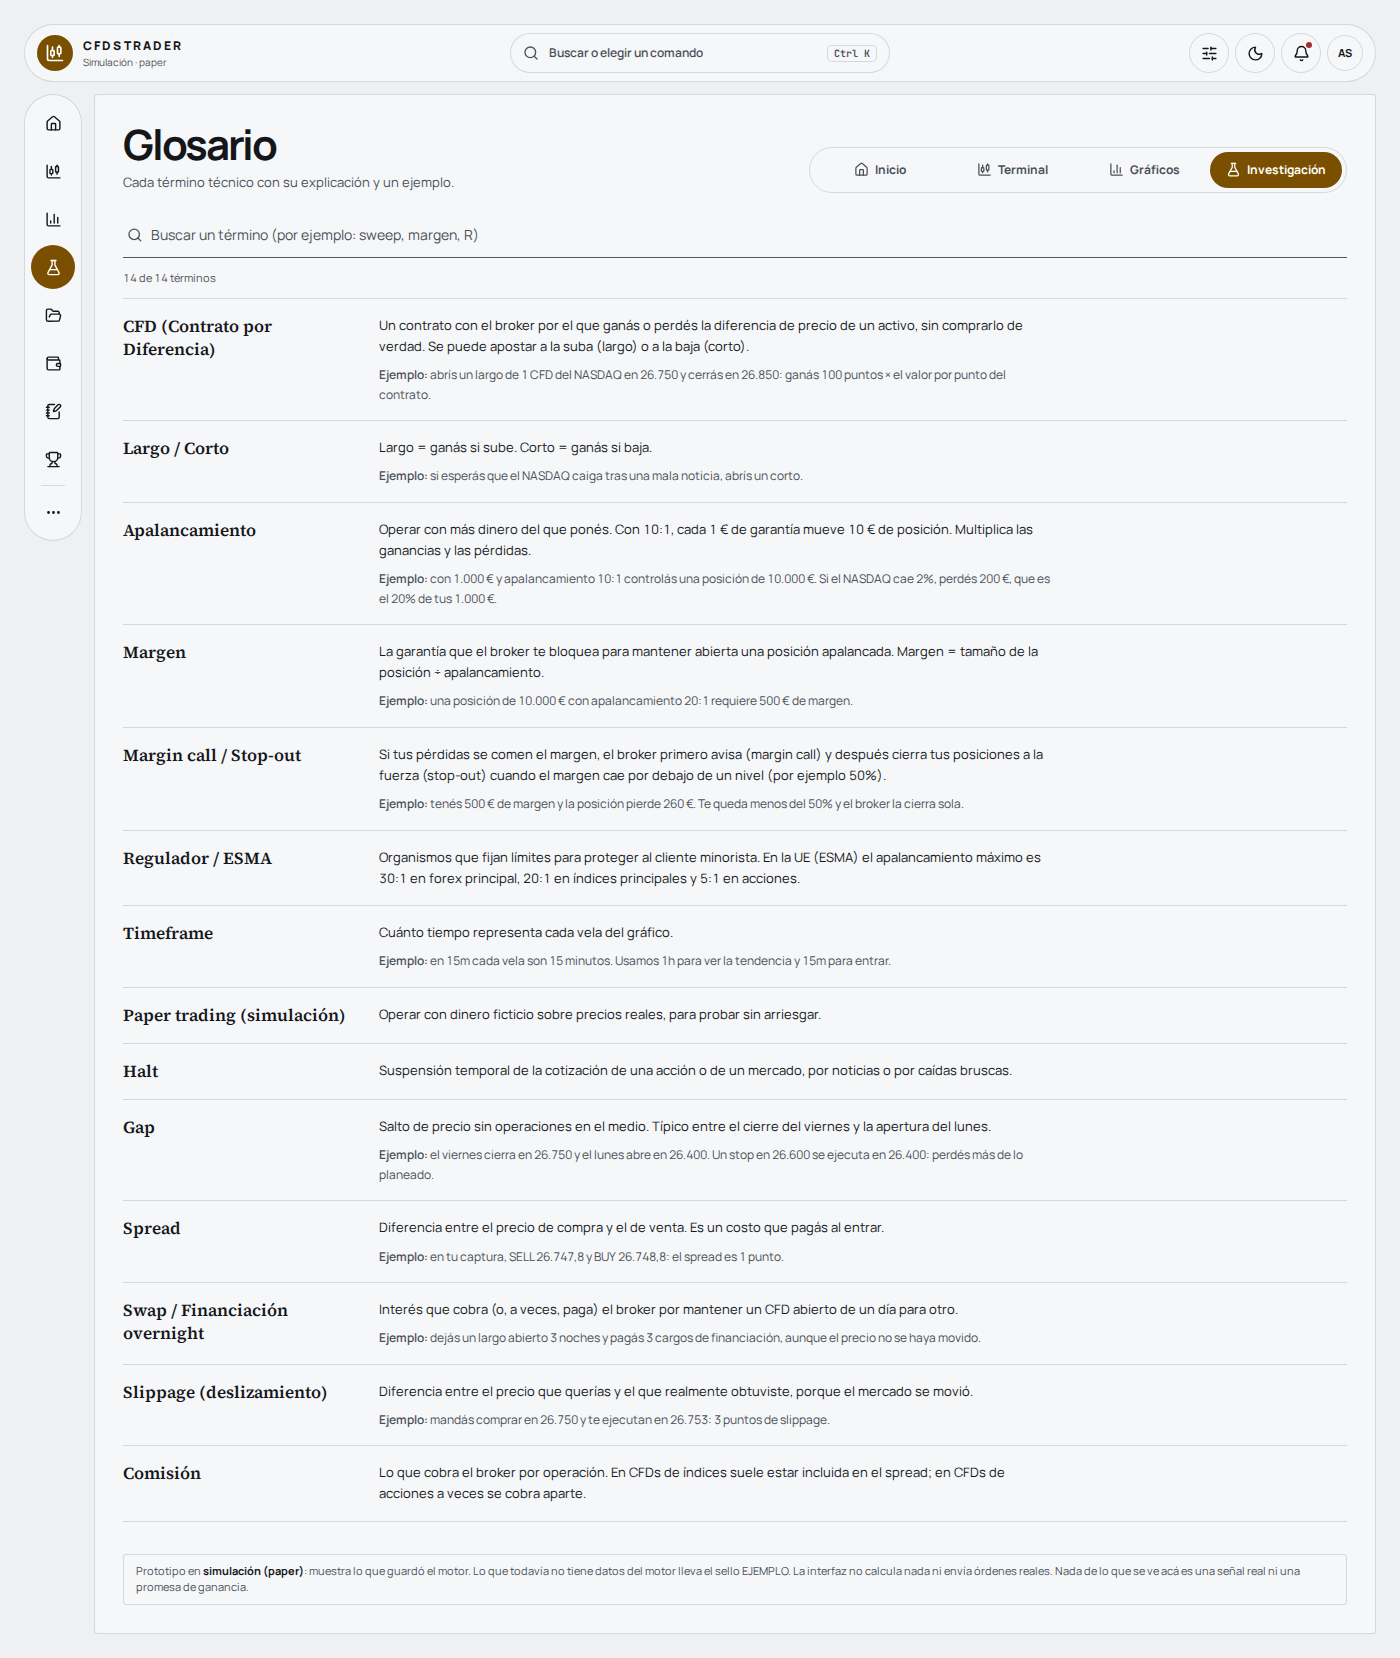 CFDSTRADER
Simulación · paper
Buscar o elegir un comando
Ctrl K
AS
Glosario
Cada término técnico con su explicación y un ejemplo.
Inicio
Terminal
Gráficos
Investigación
Buscar un término (por ejemplo: sweep, margen, R)
14 de 14 términos
CFD (Contrato por
Diferencia)
Un contrato con el broker por el que ganás o perdés la diferencia de precio de un activo, sin comprarlo de
verdad. Se puede apostar a la suba (largo) o a la baja (corto).
Ejemplo: abrís un largo de 1 CFD del NASDAQ en 26.750 y cerrás en 26.850: ganás 100 puntos × el valor por punto del
contrato.
Largo / Corto
Largo = ganás si sube. Corto = ganás si baja.
Ejemplo: si esperás que el NASDAQ caiga tras una mala noticia, abrís un corto.
Apalancamiento
Operar con más dinero del que ponés. Con 10:1, cada 1 € de garantía mueve 10 € de posición. Multiplica las
ganancias y las pérdidas.
Ejemplo: con 1.000 € y apalancamiento 10:1 controlás una posición de 10.000 €. Si el NASDAQ cae 2%, perdés 200 €, que es
el 20% de tus 1.000 €.
Margen
La garantía que el broker te bloquea para mantener abierta una posición apalancada. Margen = tamaño de la
posición ÷ apalancamiento.
Ejemplo: una posición de 10.000 € con apalancamiento 20:1 requiere 500 € de margen.
Margin call / Stop-out
Si tus pérdidas se comen el margen, el broker primero avisa (margin call) y después cierra tus posiciones a la
fuerza (stop-out) cuando el margen cae por debajo de un nivel (por ejemplo 50%).
Ejemplo: tenés 500 € de margen y la posición pierde 260 €. Te queda menos del 50% y el broker la cierra sola.
Regulador / ESMA
Organismos que fijan límites para proteger al cliente minorista. En la UE (ESMA) el apalancamiento máximo es
30:1 en forex principal, 20:1 en índices principales y 5:1 en acciones.
Timeframe
Cuánto tiempo representa cada vela del gráfico.
Ejemplo: en 15m cada vela son 15 minutos. Usamos 1h para ver la tendencia y 15m para entrar.
Paper trading (simulación)
Operar con dinero ficticio sobre precios reales, para probar sin arriesgar.
Halt
Suspensión temporal de la cotización de una acción o de un mercado, por noticias o por caídas bruscas.
Gap
Salto de precio sin operaciones en el medio. Típico entre el cierre del viernes y la apertura del lunes.
Ejemplo: el viernes cierra en 26.750 y el lunes abre en 26.400. Un stop en 26.600 se ejecuta en 26.400: perdés más de lo
planeado.
Spread
Diferencia entre el precio de compra y el de venta. Es un costo que pagás al entrar.
Ejemplo: en tu captura, SELL 26.747,8 y BUY 26.748,8: el spread es 1 punto.
Swap / Financiación
overnight
Interés que cobra (o, a veces, paga) el broker por mantener un CFD abierto de un día para otro.
Ejemplo: dejás un largo abierto 3 noches y pagás 3 cargos de financiación, aunque el precio no se haya movido.
Slippage (deslizamiento)
Diferencia entre el precio que querías y el que realmente obtuviste, porque el mercado se movió.
Ejemplo: mandás comprar en 26.750 y te ejecutan en 26.753: 3 puntos de slippage.
Comisión
Lo que cobra el broker por operación. En CFDs de índices suele estar incluida en el spread; en CFDs de
acciones a veces se cobra aparte.
Prototipo en simulación (paper): muestra lo que guardó el motor. Lo que todavía no tiene datos del motor lleva el sello EJEMPLO. La interfaz no calcula nada ni envía órdenes reales. Nada de lo que se ve acá es una señal real ni una
promesa de ganancia.